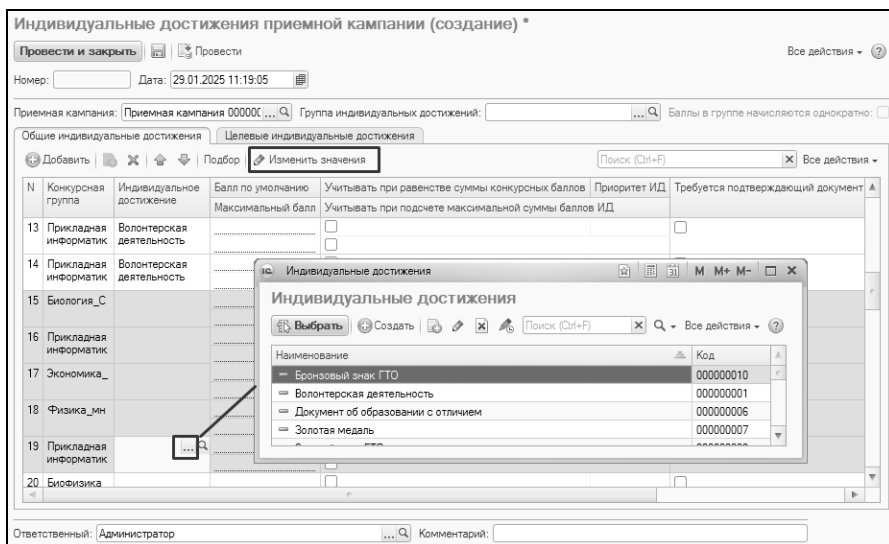 Индивидуальные достижения приемной кампании (создание) *
Провести и закрыть Провести Все действия
Номер: Дата: 29.01.2025 11:19:05
Приемная кампания: Приемная кампания 00000С ... Группа индивидуальных достижений: ... Баллы в группе начисляются однократно:
Общие индивидуальные достижения Целевые индивидуальные достижения
Добавить Подбор Изменить значения Поиск (Ctrl+F) Все действия
N Конкурсная группа Индивидуальное достижение Балл по умолчанию Учитывать при равенстве суммы конкурсных баллов Приоритет ИД Требуется подтверждающий документ
Максимальный балл Учитывать при подсчете максимальной суммы баллов ИД
13 Прикладная Волонтерская
информатик деятельность
14 Прикладная Волонтерская
информатик деятельность
Индивидуальные достижения M M+ M-
Индивидуальные достижения
Выбрать Создать Поиск (Ctrl+F) Все действия
Наименование Код
Бронзовый знак ГТО 000000010
Волонтерская деятельность 000000001
Документ об образовании с отличием 000000006
Золотая медаль 000000007
15 Биология_С
16 Прикладная
информатик
17 Экономика_
18 Физика_мн
19 Прикладная ...
информатик
20 Биофизика
Ответственный: Администратор ... Комментарий: